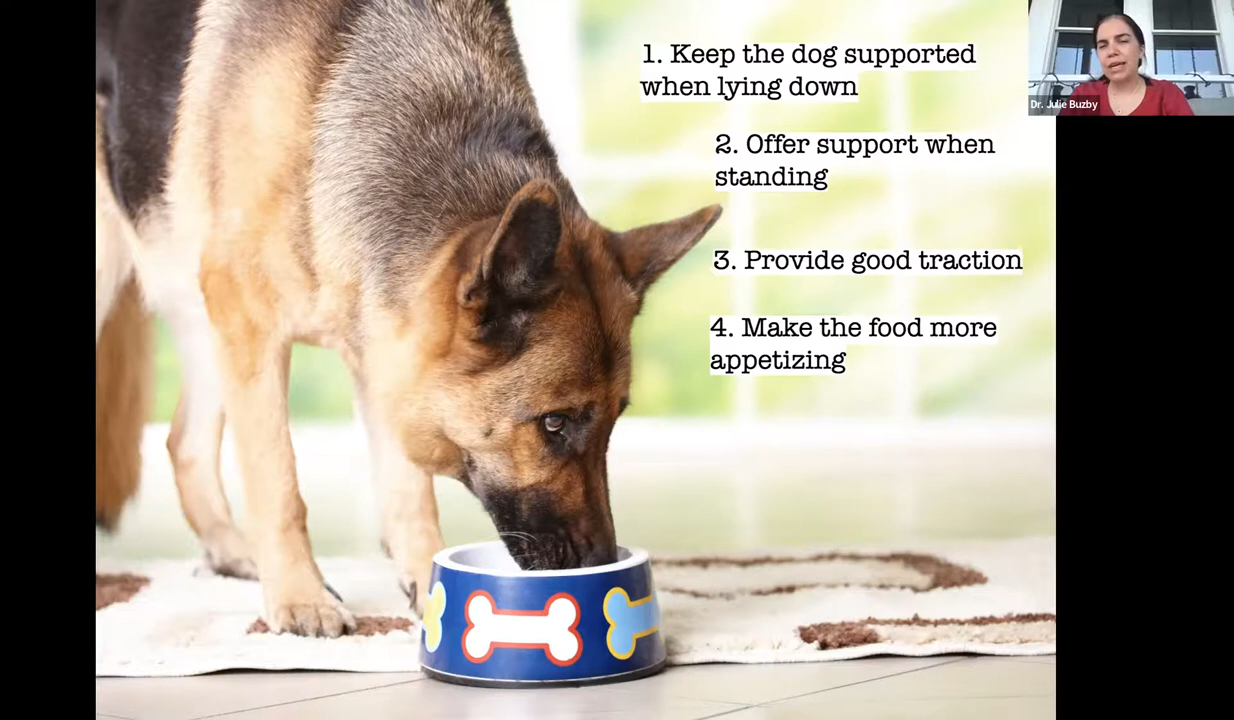 1. Keep the dog supported
when lying down
2. Offer support when
standing
3. Provide good traction
4. Make the food more
appetizing
Dr. Julie Buzby